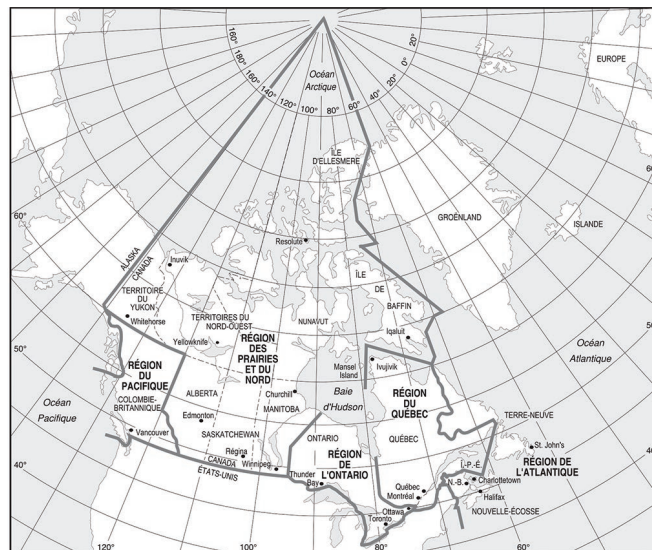 160°
160°
160°
140°
120°
100°
80°
60°
40°
20°
0°
20°
Océan
Arctique
EUROPE
ÎLE
D'ELLESMERE
GROËNLAND
ISLANDE
60°
60°
Resolute
ALASKA
CANADA
Inuvik
TERRITOIRE
DU
YUKON
Whitehorse
TERRITOIRES DU
NORD-OUEST
Yellowknife
NUNAVUT
ÎLE
DE
BAFFIN
Iqaluit
RÉGION
DES
PRAIRIES
ET DU
NORD
Mansel
Island
Ivujivik
50°
50°
Océan
Atlantique
Océan
Pacifique
RÉGION
DU
PACIFIQUE
COLOMBIE-
BRITANNIQUE
Vancouver
ALBERTA
Edmonton
SASKATCHEWAN
Régina
Churchill
MANITOBA
Winnipeg
Baie
d'Hudson
RÉGION
DU
QUÉBEC
QUÉBEC
TERRE-NEUVE
St. John's
RÉGION DE
L'ATLANTIQUE
ONTARIO
RÉGION
DE
L'ONTARIO
Thunder
Bay
CANADA
ÉTATS-UNIS
Québec
Montréal
Ottawa
Toronto
Î.-P.-É.
N.-B.
Charlottetown
Halifax
NOUVELLE-ÉCOSSE
40°
40°
120°
100°
80°
60°